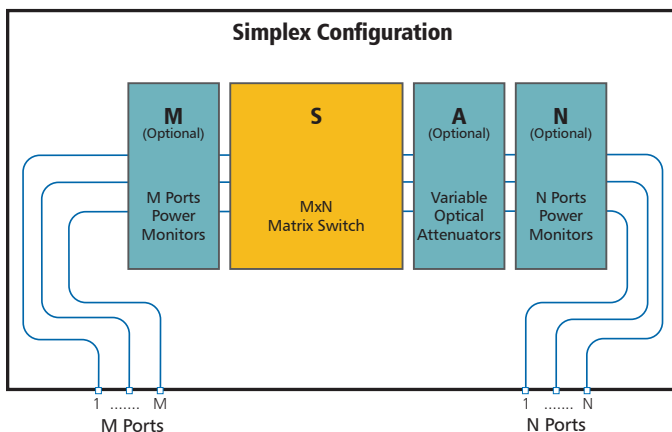 Simplex Configuration
M
(Optional)
M Ports
Power
Monitors
S
MxN
Matrix Switch
A
(Optional)
Variable
Optical
Attenuators
N
(Optional)
N Ports
Power
Monitors
1 ....... M
M Ports
1 ....... N
N Ports